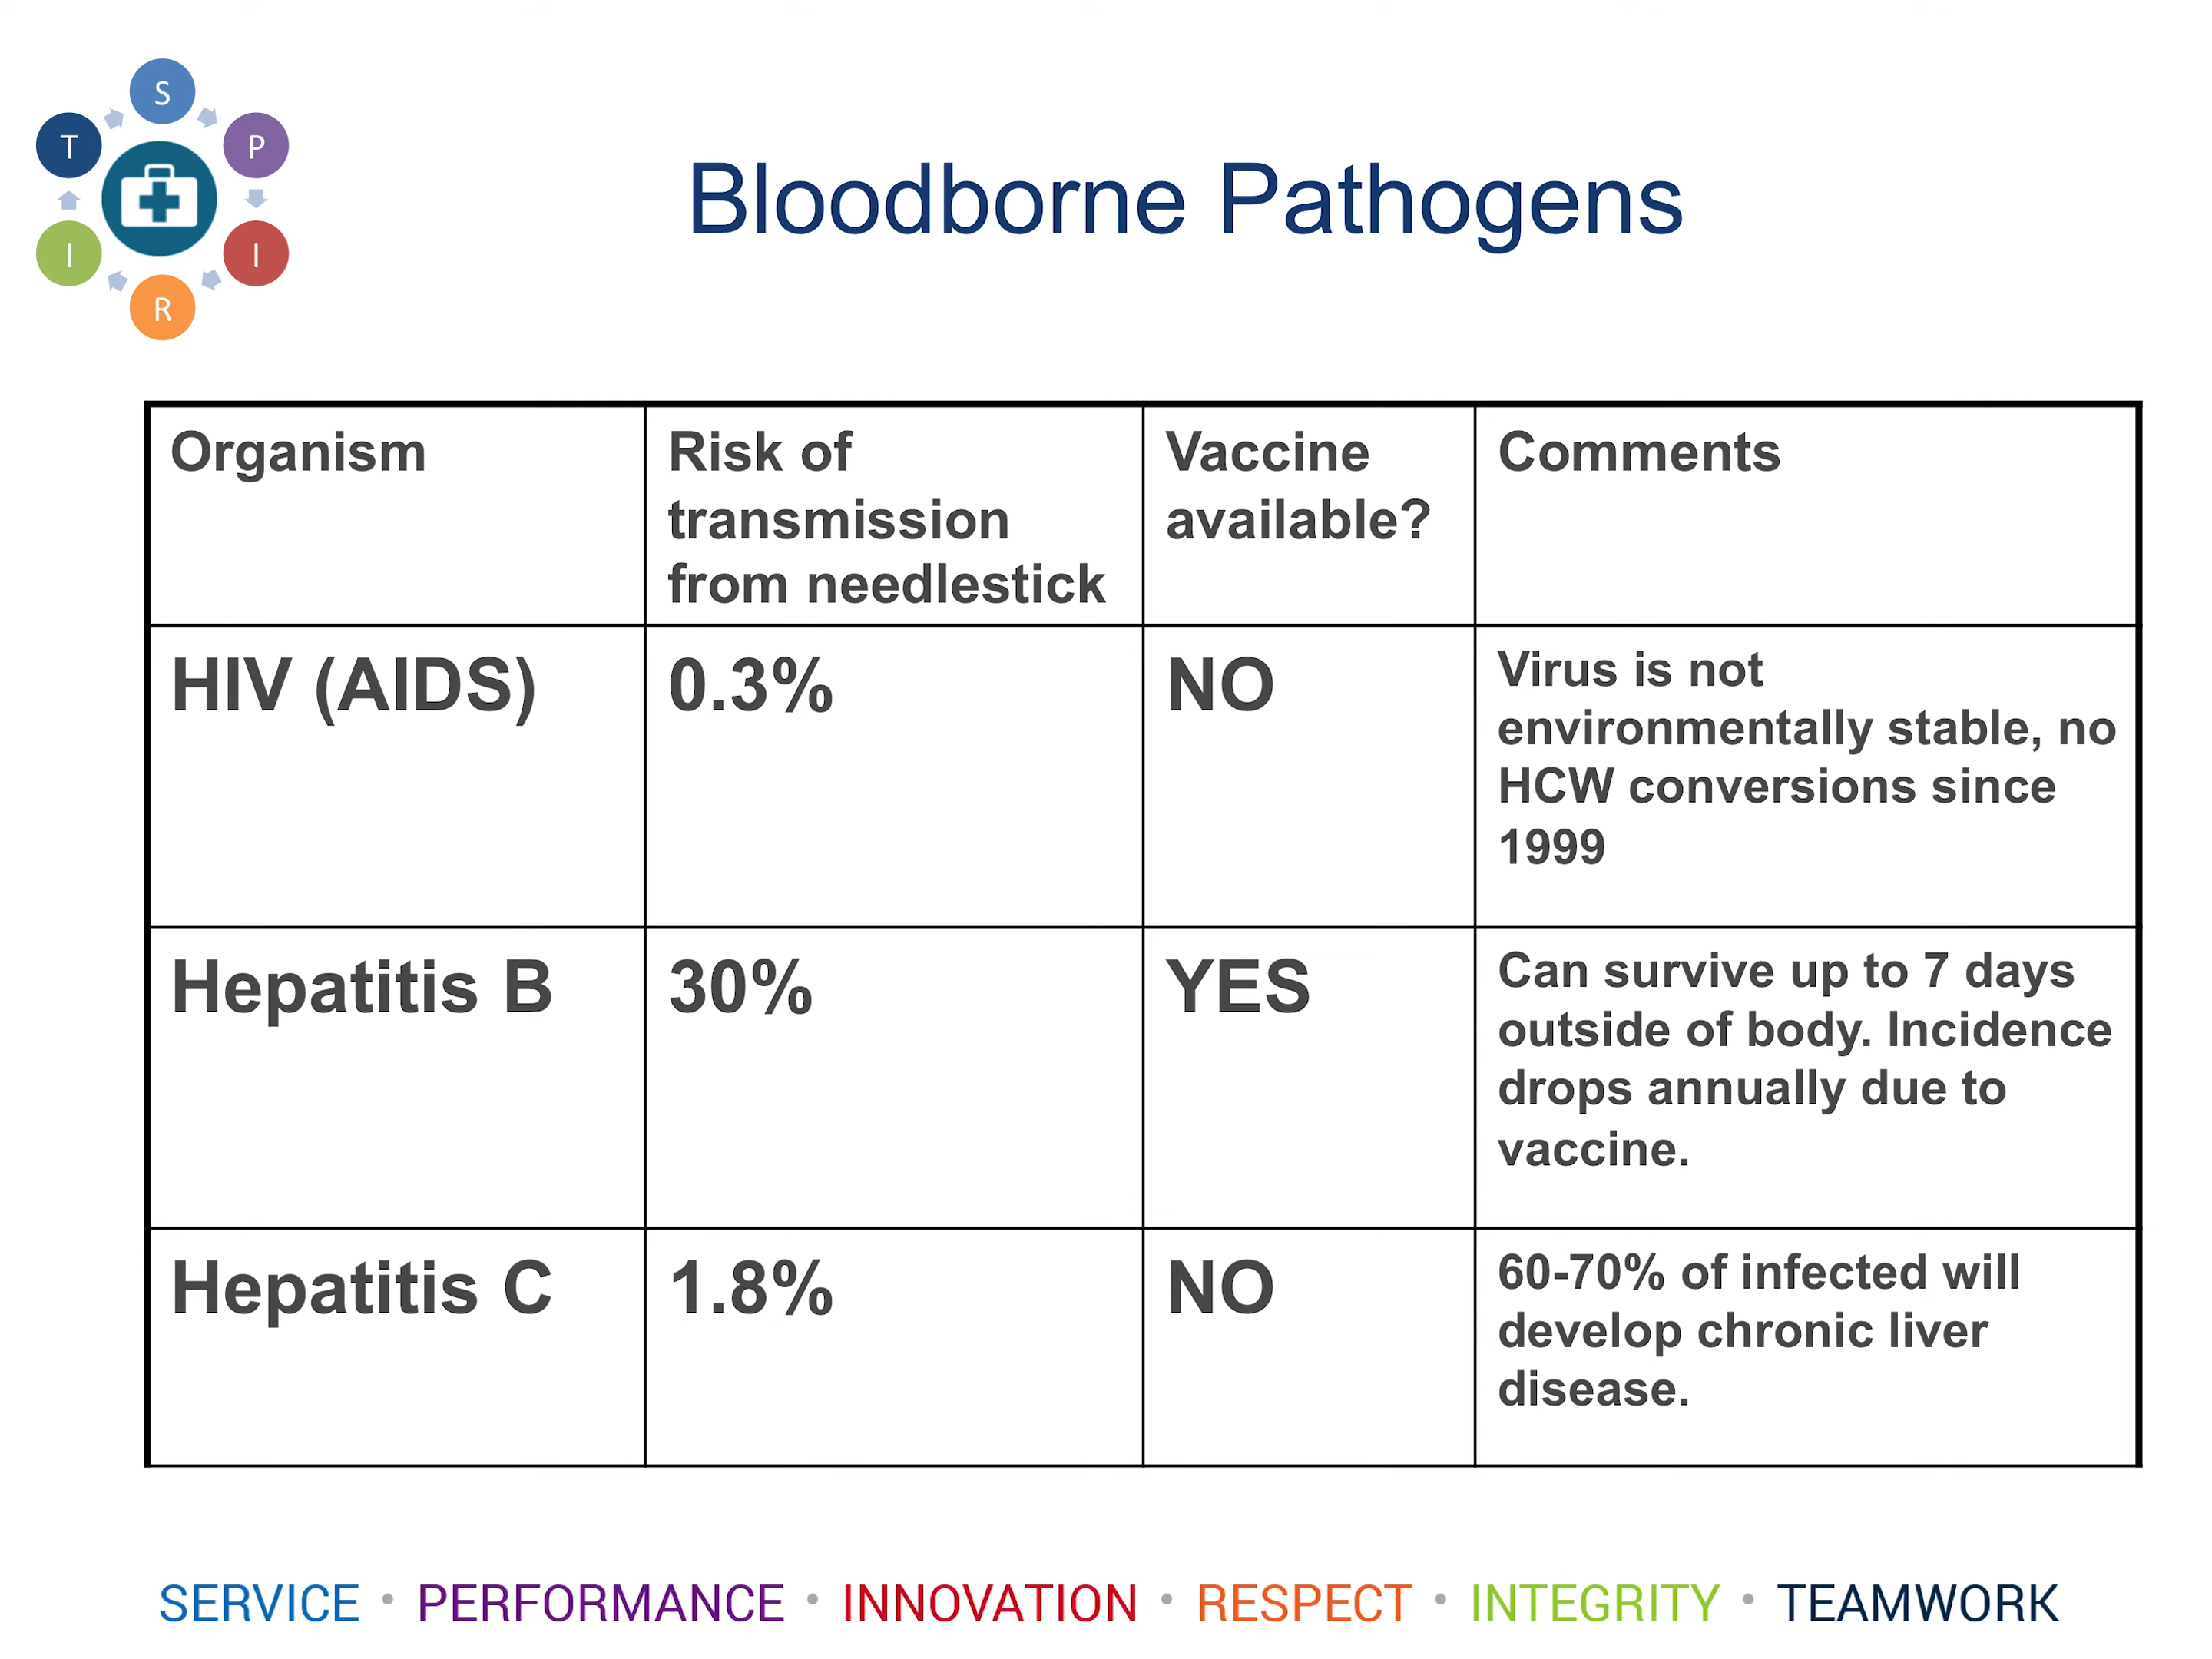 S
P
I
R
I
T
Bloodborne Pathogens
Organism
Risk of
transmission
from needlestick
Vaccine
available?
Comments
HIV (AIDS)
0.3%
NO
Virus is not
environmentally stable, no
HCW conversions since
1999
Hepatitis B
30%
YES
Can survive up to 7 days
outside of body. Incidence
drops annually due to
vaccine.
Hepatitis C
1.8%
NO
60-70% of infected will
develop chronic liver
disease.
SERVICE • PERFORMANCE • INNOVATION • RESPECT • INTEGRITY • TEAMWORK